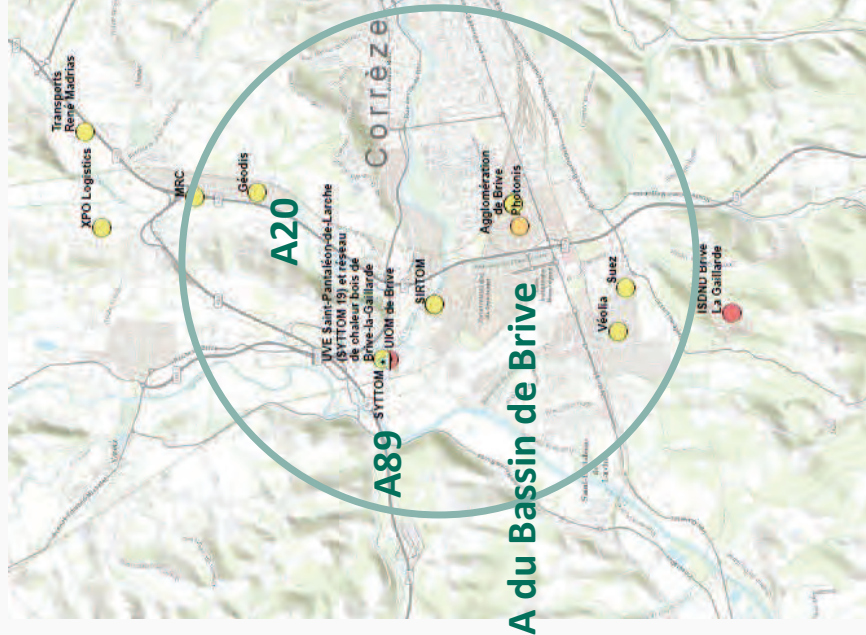 Transports
René Madrias
XPO Logistics
MRC
Géodis
A20
Corrèze
UVE Saint-Pantaléon-de-Larche
(SYTTOM 19) et réseau
de chaleur bois de
Brive-la-Gaillarde
SYTTOM
UIOM de Brive
A89
SIRTOM
Agglomération
de Brive
Photonis
A du Bassin de Brive
Véolia
Suez
ISDND Brive
La Gaillarde